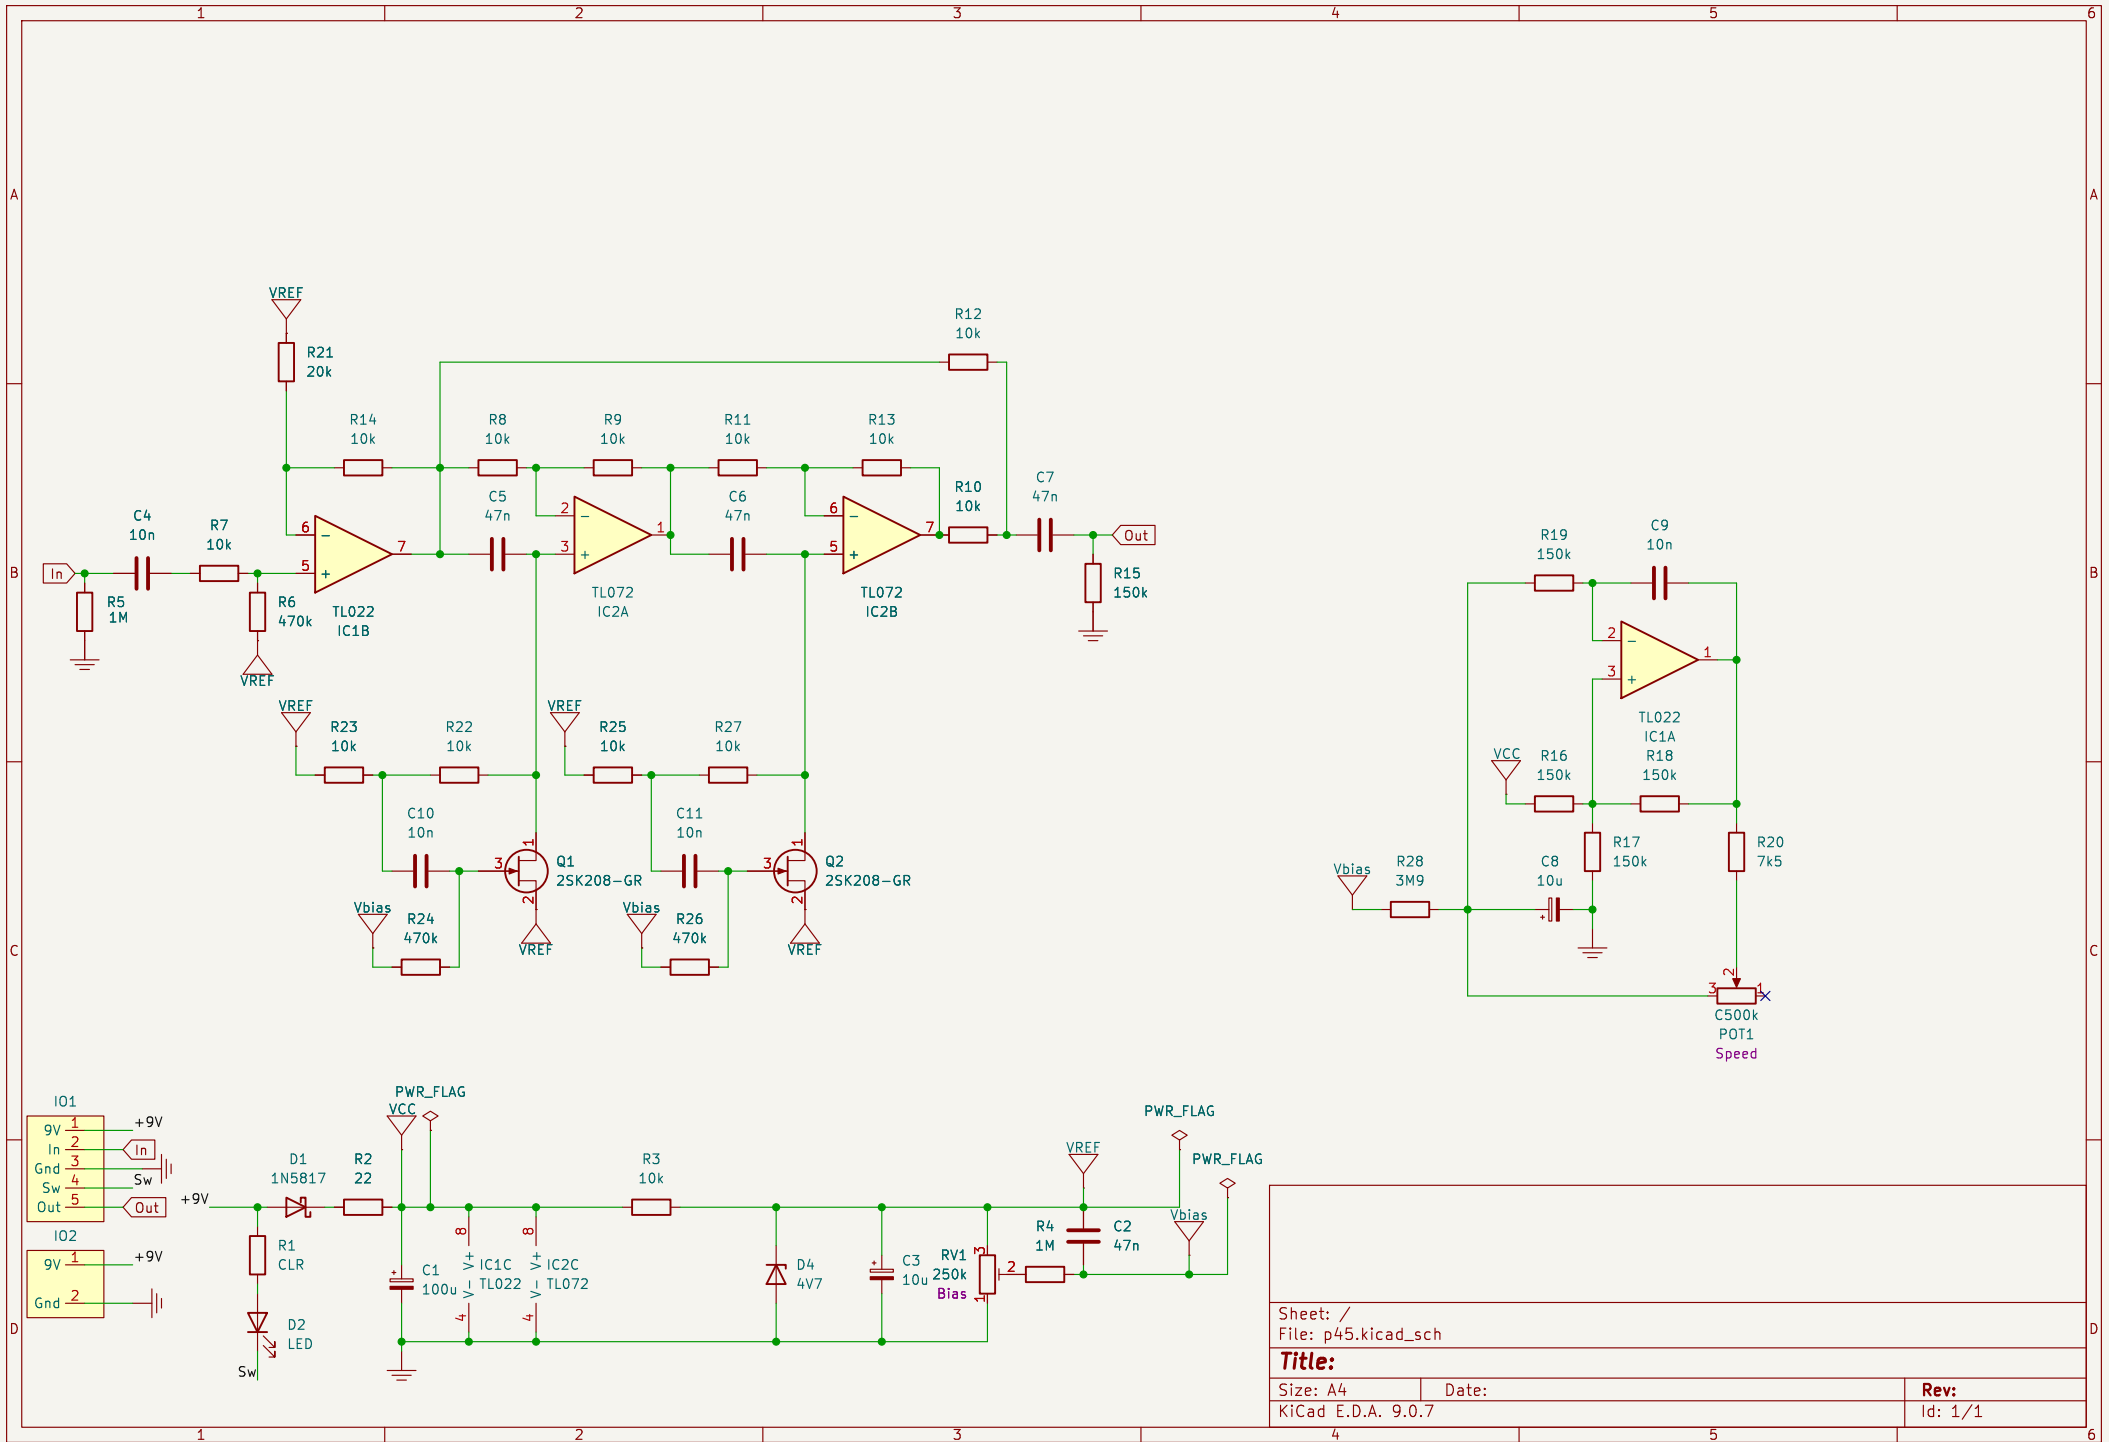 1 2 3 4 5 6
A A
B B
C C
D D
VREF
R21
20k
R12
10k
R14
10k
R8
10k
R9
10k
R11
10k
R13
10k
C4
10n
R7
10k
C5
47n
C6
47n
R10
10k
C7
47n
In
R5
1M
R6
470k
VREF
6
5
7
−
+
TL022
IC1B
2
3
1
−
+
TL072
IC2A
6
5
7
−
+
TL072
IC2B
Out
R15
150k
VREF
R23
10k
R22
10k
C10
10n
Vbias
R24
470k
1
3
2
Q1
2SK208-GR
VREF
VREF
R25
10k
R27
10k
C11
10n
Vbias
R26
470k
1
3
2
Q2
2SK208-GR
VREF
R19
150k
C9
10n
2
3
1
−
+
TL022
IC1A
VCC
R16
150k
R18
150k
R17
150k
R20
7k5
Vbias
R28
3M9
C8
10u
+
2
3
1
C500k
POT1
Speed
IO1
9V 1 +9V
In 2 In
Gnd 3
Sw 4 Sw
Out 5 Out
IO2
9V 1 +9V
Gnd 2
+9V
D1
1N5817
R2
22
R1
CLR
D2
LED
Sw
PWR_FLAG
VCC
C1
100u
+
8
V+
IC1C
TL022
V-
4
8
V+
IC2C
TL072
V-
4
R3
10k
D4
4V7
C3
10u
+
RV1
250k
Bias
3
2
1
R4
1M
VREF
C2
47n
PWR_FLAG
PWR_FLAG
Vbias
Sheet: /
File: p45.kicad_sch
Title:
Size: A4 Date: Rev:
KiCad E.D.A. 9.0.7 Id: 1/1
1 2 3 4 5 6